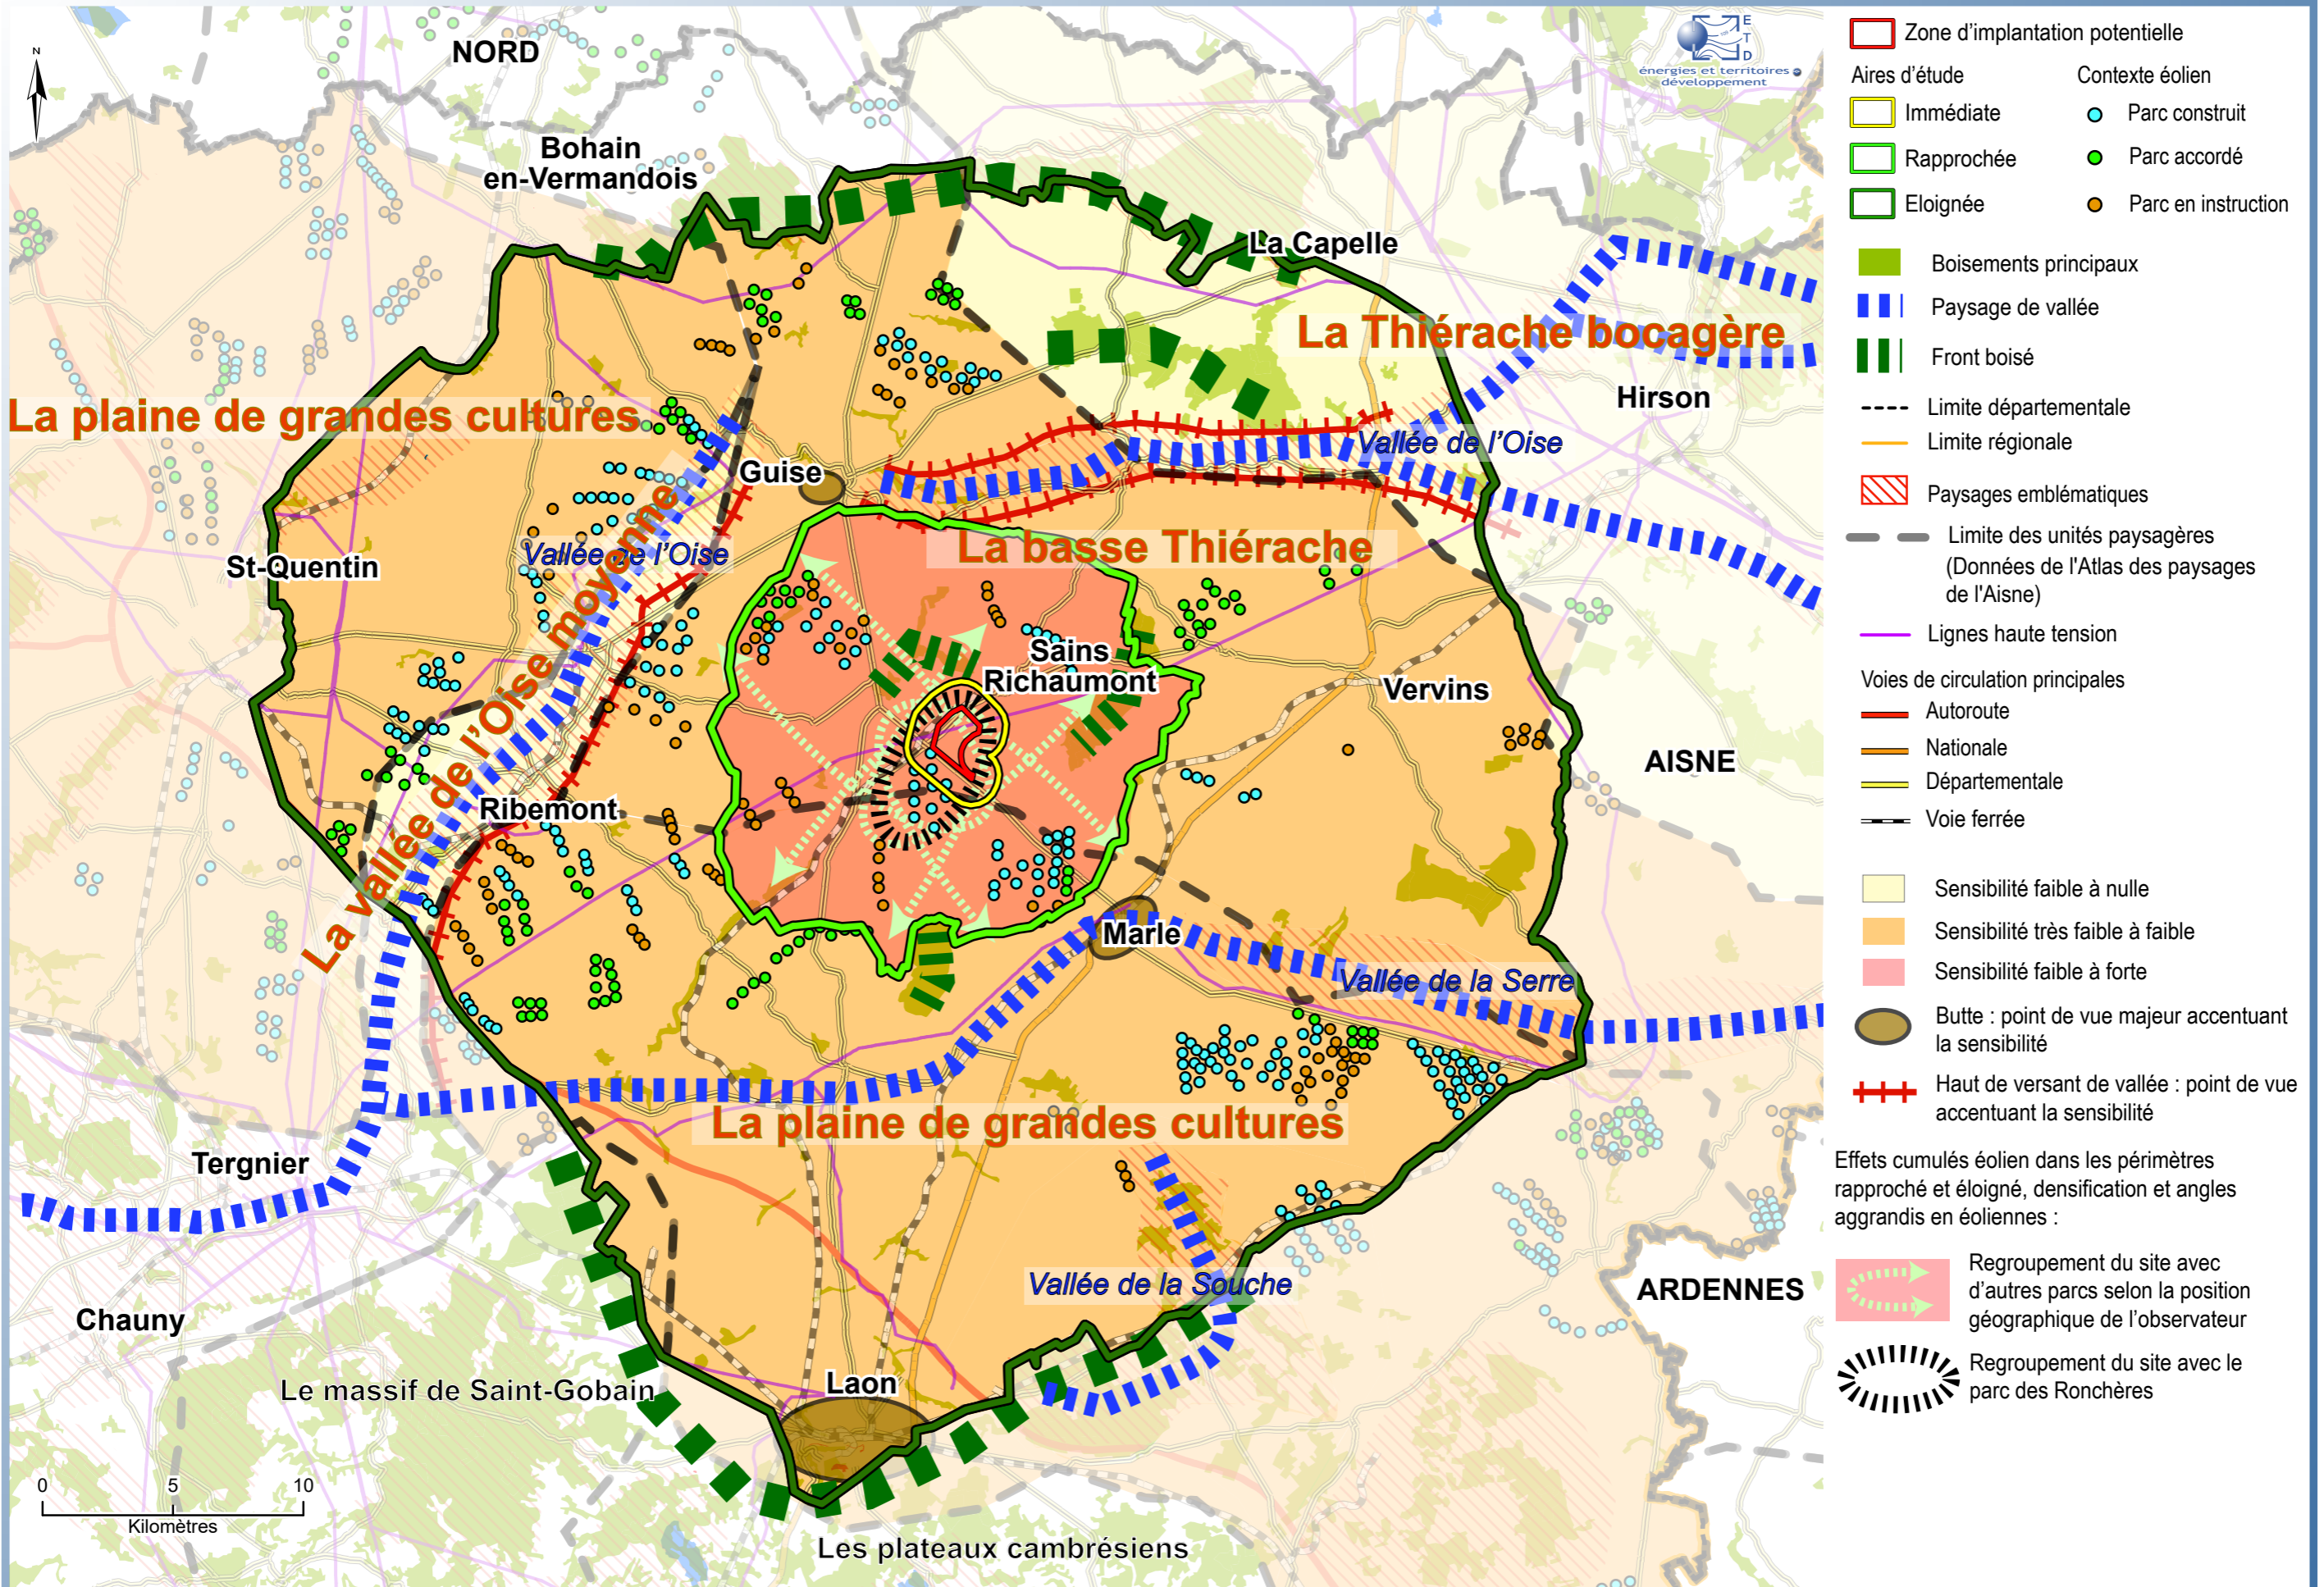 N
NORD
Bohain
en-Vermandois
La Capelle
La Thiérache bocagère
Hirson
La plaine de grandes cultures
Vallée de l'Oise
Guise
La basse Thiérache
Vallée de l'Oise
St-Quentin
La vallée de l'Oise moyenne
Sains
Richaumont
Vervins
AISNE
Ribemont
Marle
Vallée de la Serre
La plaine de grandes cultures
Tergnier
Vallée de la Souche
ARDENNES
Chauny
Le massif de Saint-Gobain
Laon
Les plateaux cambrésiens
0 5 10
Kilomètres
E
T
D
énergies et territoires
développement
Zone d'implantation potentielle
Aires d'étude
Contexte éolien
Immédiate
Parc construit
Rapprochée
Parc accordé
Eloignée
Parc en instruction
Boisements principaux
Paysage de vallée
Front boisé
Limite départementale
Limite régionale
Paysages emblématiques
Limite des unités paysagères
(Données de l'Atlas des paysages
de l'Aisne)
Lignes haute tension
Voies de circulation principales
Autoroute
Nationale
Départementale
Voie ferrée
Sensibilité faible à nulle
Sensibilité très faible à faible
Sensibilité faible à forte
Butte : point de vue majeur accentuant
la sensibilité
Haut de versant de vallée : point de vue
accentuant la sensibilité
Effets cumulés éolien dans les périmètres
rapproché et éloigné, densification et angles
aggrandis en éoliennes :
Regroupement du site avec
d'autres parcs selon la position
géographique de l'observateur
Regroupement du site avec le
parc des Ronchères